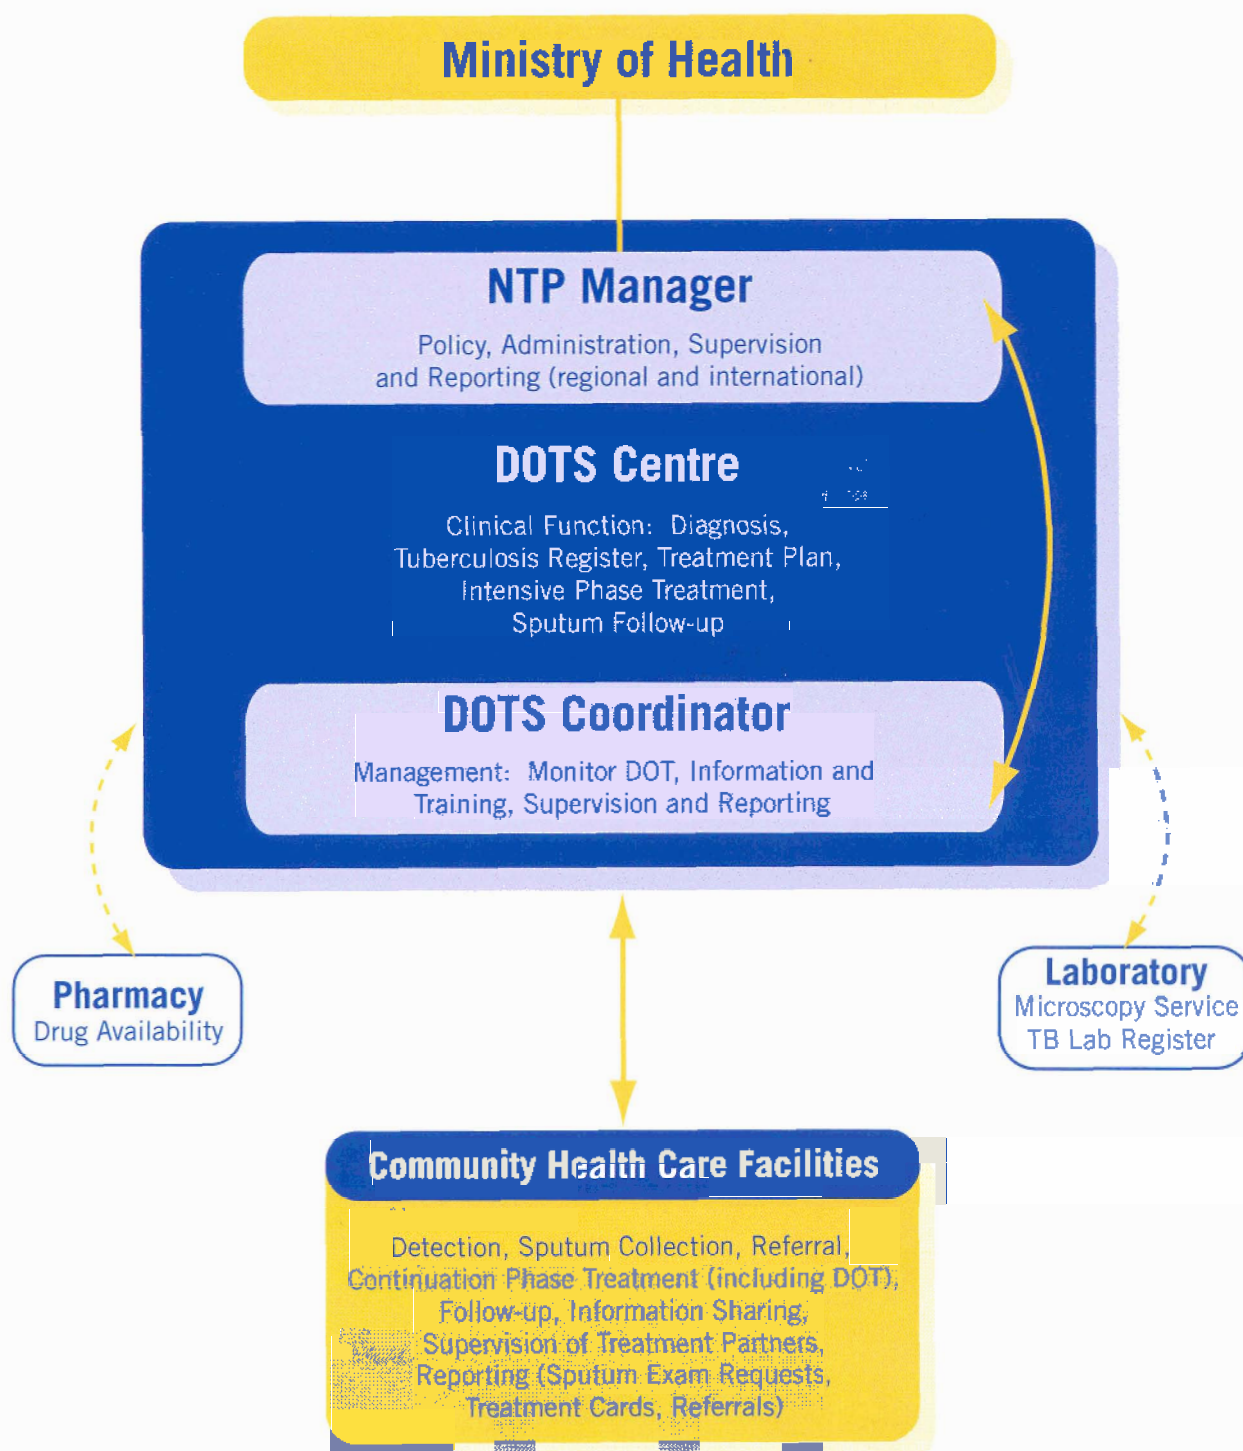 Ministry of Health
NTP Manager
Policy, Administration, Supervision
and Reporting (regional and international)
DOTS Centre
Clinical Function: Diagnosis,
Tuberculosis Register, Treatment Plan,
Intensive Phase Treatment,
Sputum Follow-up
DOTS Coordinator
Management: Monitor DOT, Information and
Training, Supervision and Reporting
Pharmacy
Drug Availability
Laboratory
Microscopy Service
TB Lab Register
Community Health Care Facilities
Detection, Sputum Collection, Referral,
Continuation Phase Treatment (including DOT),
Follow-up, Information Sharing,
Supervision of Treatment Partners,
Reporting (Sputum Exam Requests,
Treatment Cards, Referrals)